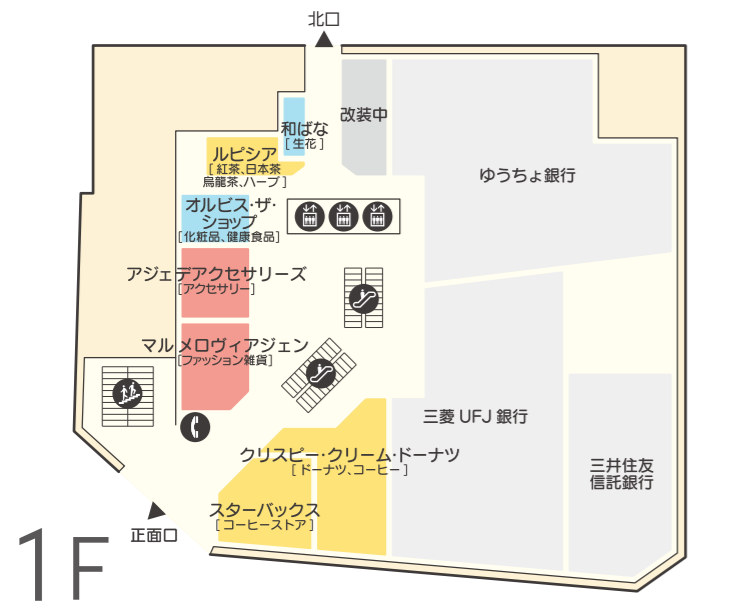 北口
改装中
和ばな
[ 生花 ]
ルピシア
[ 紅茶、日本茶
烏龍茶、ハーブ ]
ゆうちょ銀行
オルビス・ザ・
ショップ
[化粧品、健康食品]
アジェデアクセサリーズ
[アクセサリー]
マルメロヴィアジェン
[ファッション雑貨]
三菱 UFJ 銀行
クリスピー・クリーム・ドーナツ
[ ドーナツ、コーヒー ]
三井住友
信託銀行
スターバックス
[ コーヒーストア ]
正面口
1F